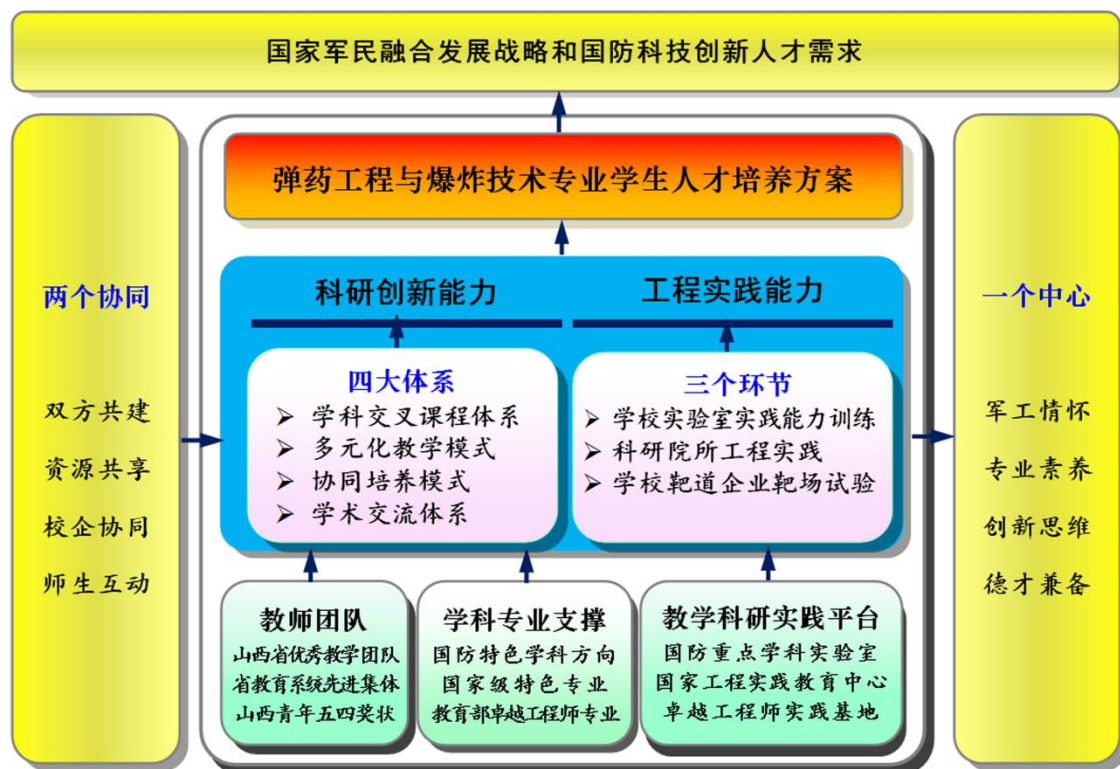 国家军民融合发展战略和国防科技创新人才需求
弹药工程与爆炸技术专业学生人才培养方案
两个协同
双方共建
资源共享
校企协同
师生互动
科研创新能力
四大体系
学科交叉课程体系
多元化教学模式
协同培养模式
学术交流体系
工程实践能力
三个环节
学校实验室实践能力训练
科研院所工程实践
学校靶道企业靶场试验
一个中心
军工情怀
专业素养
创新思维
德才兼备
教师团队
山西省优秀教学团队
省教育系统先进集体
山西青年五四奖状
学科专业支撑
国防特色学科方向
国家级特色专业
教育部卓越工程师专业
教学科研实践平台
国防重点学科实验室
国家工程实践教育中心
卓越工程师实践基地